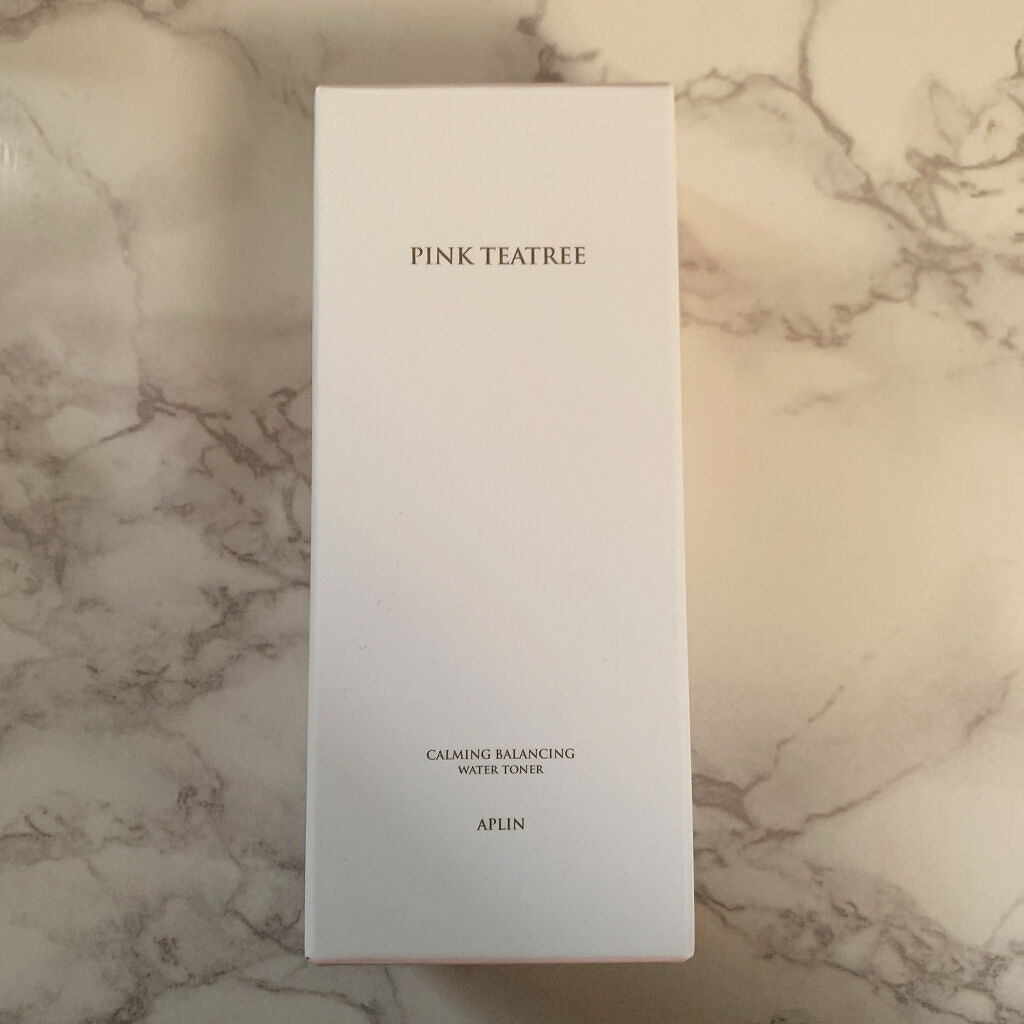 PINK TEATREE
CALMING BALANCING
WATER TONER
APLIN